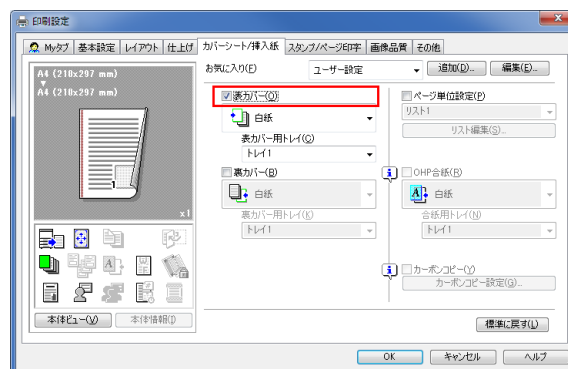 印刷設定
Myタブ 基本設定 レイアウト 仕上げ カバーシート/挿入紙 スタンプ/ページ印字 画像品質 その他
A4 (210x297 mm)
A4 (210x297 mm)
1
x1
本体ビュー(V) 本体情報(I)
お気に入り(F) ユーザー設定 追加(D)... 編集(E)...
表カバー(O)
白紙
表カバー用トレイ(C)
トレイ1
裏カバー(B)
白紙
裏カバー用トレイ(K)
トレイ1
ページ単位設定(P)
リスト1
リスト編集(S)...
OHP合紙(R)
白紙
合紙用トレイ(N)
トレイ1
カーボンコピー(Y)
カーボンコピー設定(G)...
標準に戻す(L)
OK キャンセル ヘルプ